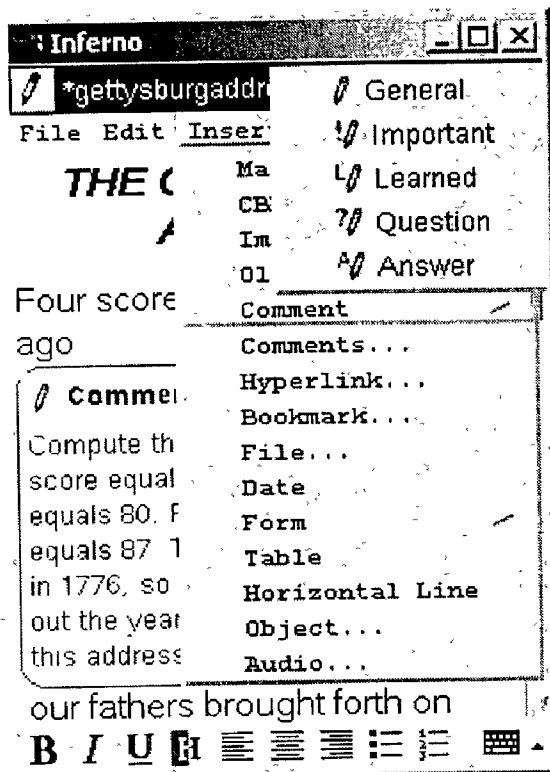 Inferno
*gettysburgaddr
File Edit Inser
THE
Four score
ago
Comme
Compute th
score equal
equals 80. F
equals 87 T
in 1776, so
out the year
this address
our fathers brought forth on
General
!Important
L Learned
? Question
A Answer
Ma
CB
Im
Ol
Comment
Comments...
Hyperlink...
Bookmark...
File...
Date
Form
Table
Horizontal Line
Object...
Audio...
B I U H